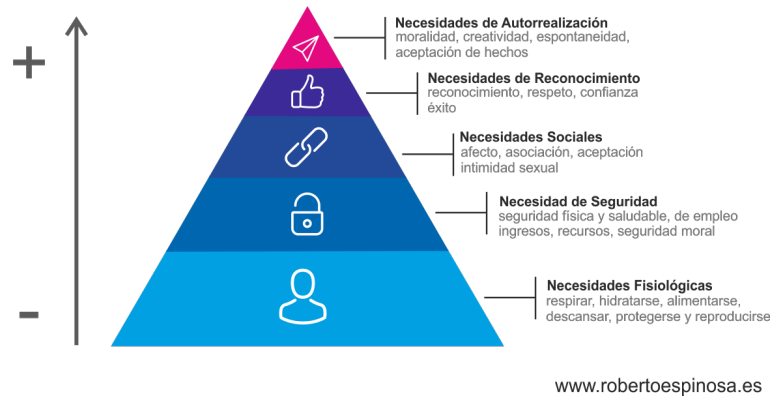 Necesidades de Autorrealización
moralidad, creatividad, espontaneidad,
aceptación de hechos
+
Necesidades de Reconocimiento
reconocimiento, respeto, confianza
éxito
Necesidades Sociales
afecto, asociación, aceptación
intimidad sexual
Necesidad de Seguridad
seguridad física y saludable, de empleo
ingresos, recursos, seguridad moral
Necesidades Fisiológicas
respirar, hidratarse, alimentarse,
descansar, protegerse y reproducirse
-
www.robertoespinosa.es